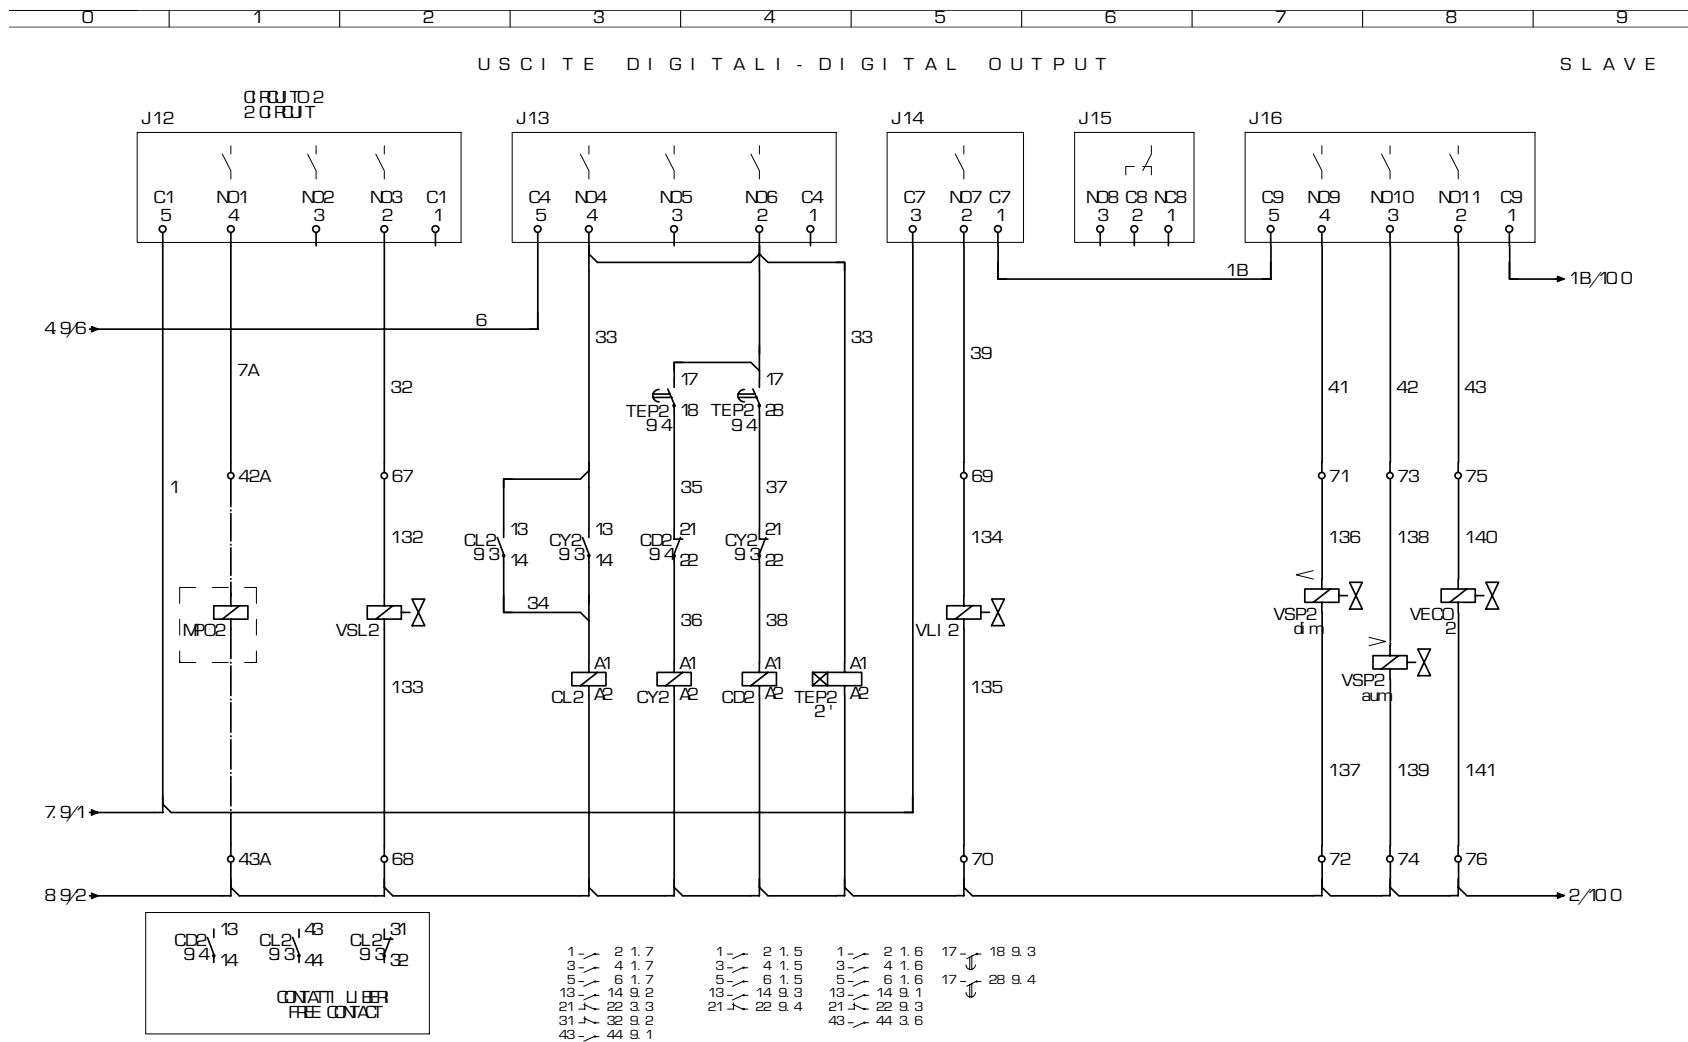 0 1 2 3 4 5 6 7 8 9
USCITE DIGITALI - DIGITAL OUTPUT SLAVE
CIRCUITO 2
2 CIRCUIT
J12 J13 J14 J15 J16
C1 NO1 NO2 NO3 C1 C4 NO4 NO5 NO6 C4 C7 NO7 C7 NO8 C8 NC8 C9 NO9 NO10 NO11 C9
5 4 3 2 1 5 4 3 2 1 3 2 1 3 2 1 5 4 3 2 1
1B 1B/10.0
4.9/6 6
33 33 39
7A 32 17 17 41 42 43
TEP2 18 TEP2 28
9.4 9.4
42A 67 69 71 73 75
1 35 37
13 13 21 21
132 CL2 CY2 CD2 CY2 134 136 138 140
9.3 14 9.3 14 9.4 22 9.3 22
< 
34
VSP2 VECO
MPO2 VSL2 36 38 VLI 2 dim 2
>
A1 A1 A1 A1
VSP2
133 CL2 A2 CY2 A2 CD2 A2 TEP2 A2 135 aum
2'
137 139 141
7.9/1
43A 68 70 72 74 76
8.9/2 2/10.0
13 43 31
CD2 CL2 CL2
9.4 14 9.3 44 9.3 32
CONTATTI LIBERI
FREE CONTACT
1 2 1.7 1 2 1.5 1 2 1.6 17 18 9.3
3 4 1.7 3 4 1.5 3 4 1.6
5 6 1.7 5 6 1.5 5 6 1.6 17 28 9.4
13 14 9.2 13 14 9.3 13 14 9.1
21 22 3.3 21 22 9.4 21 22 9.3
31 32 9.2 43 44 3.6
43 44 9.1